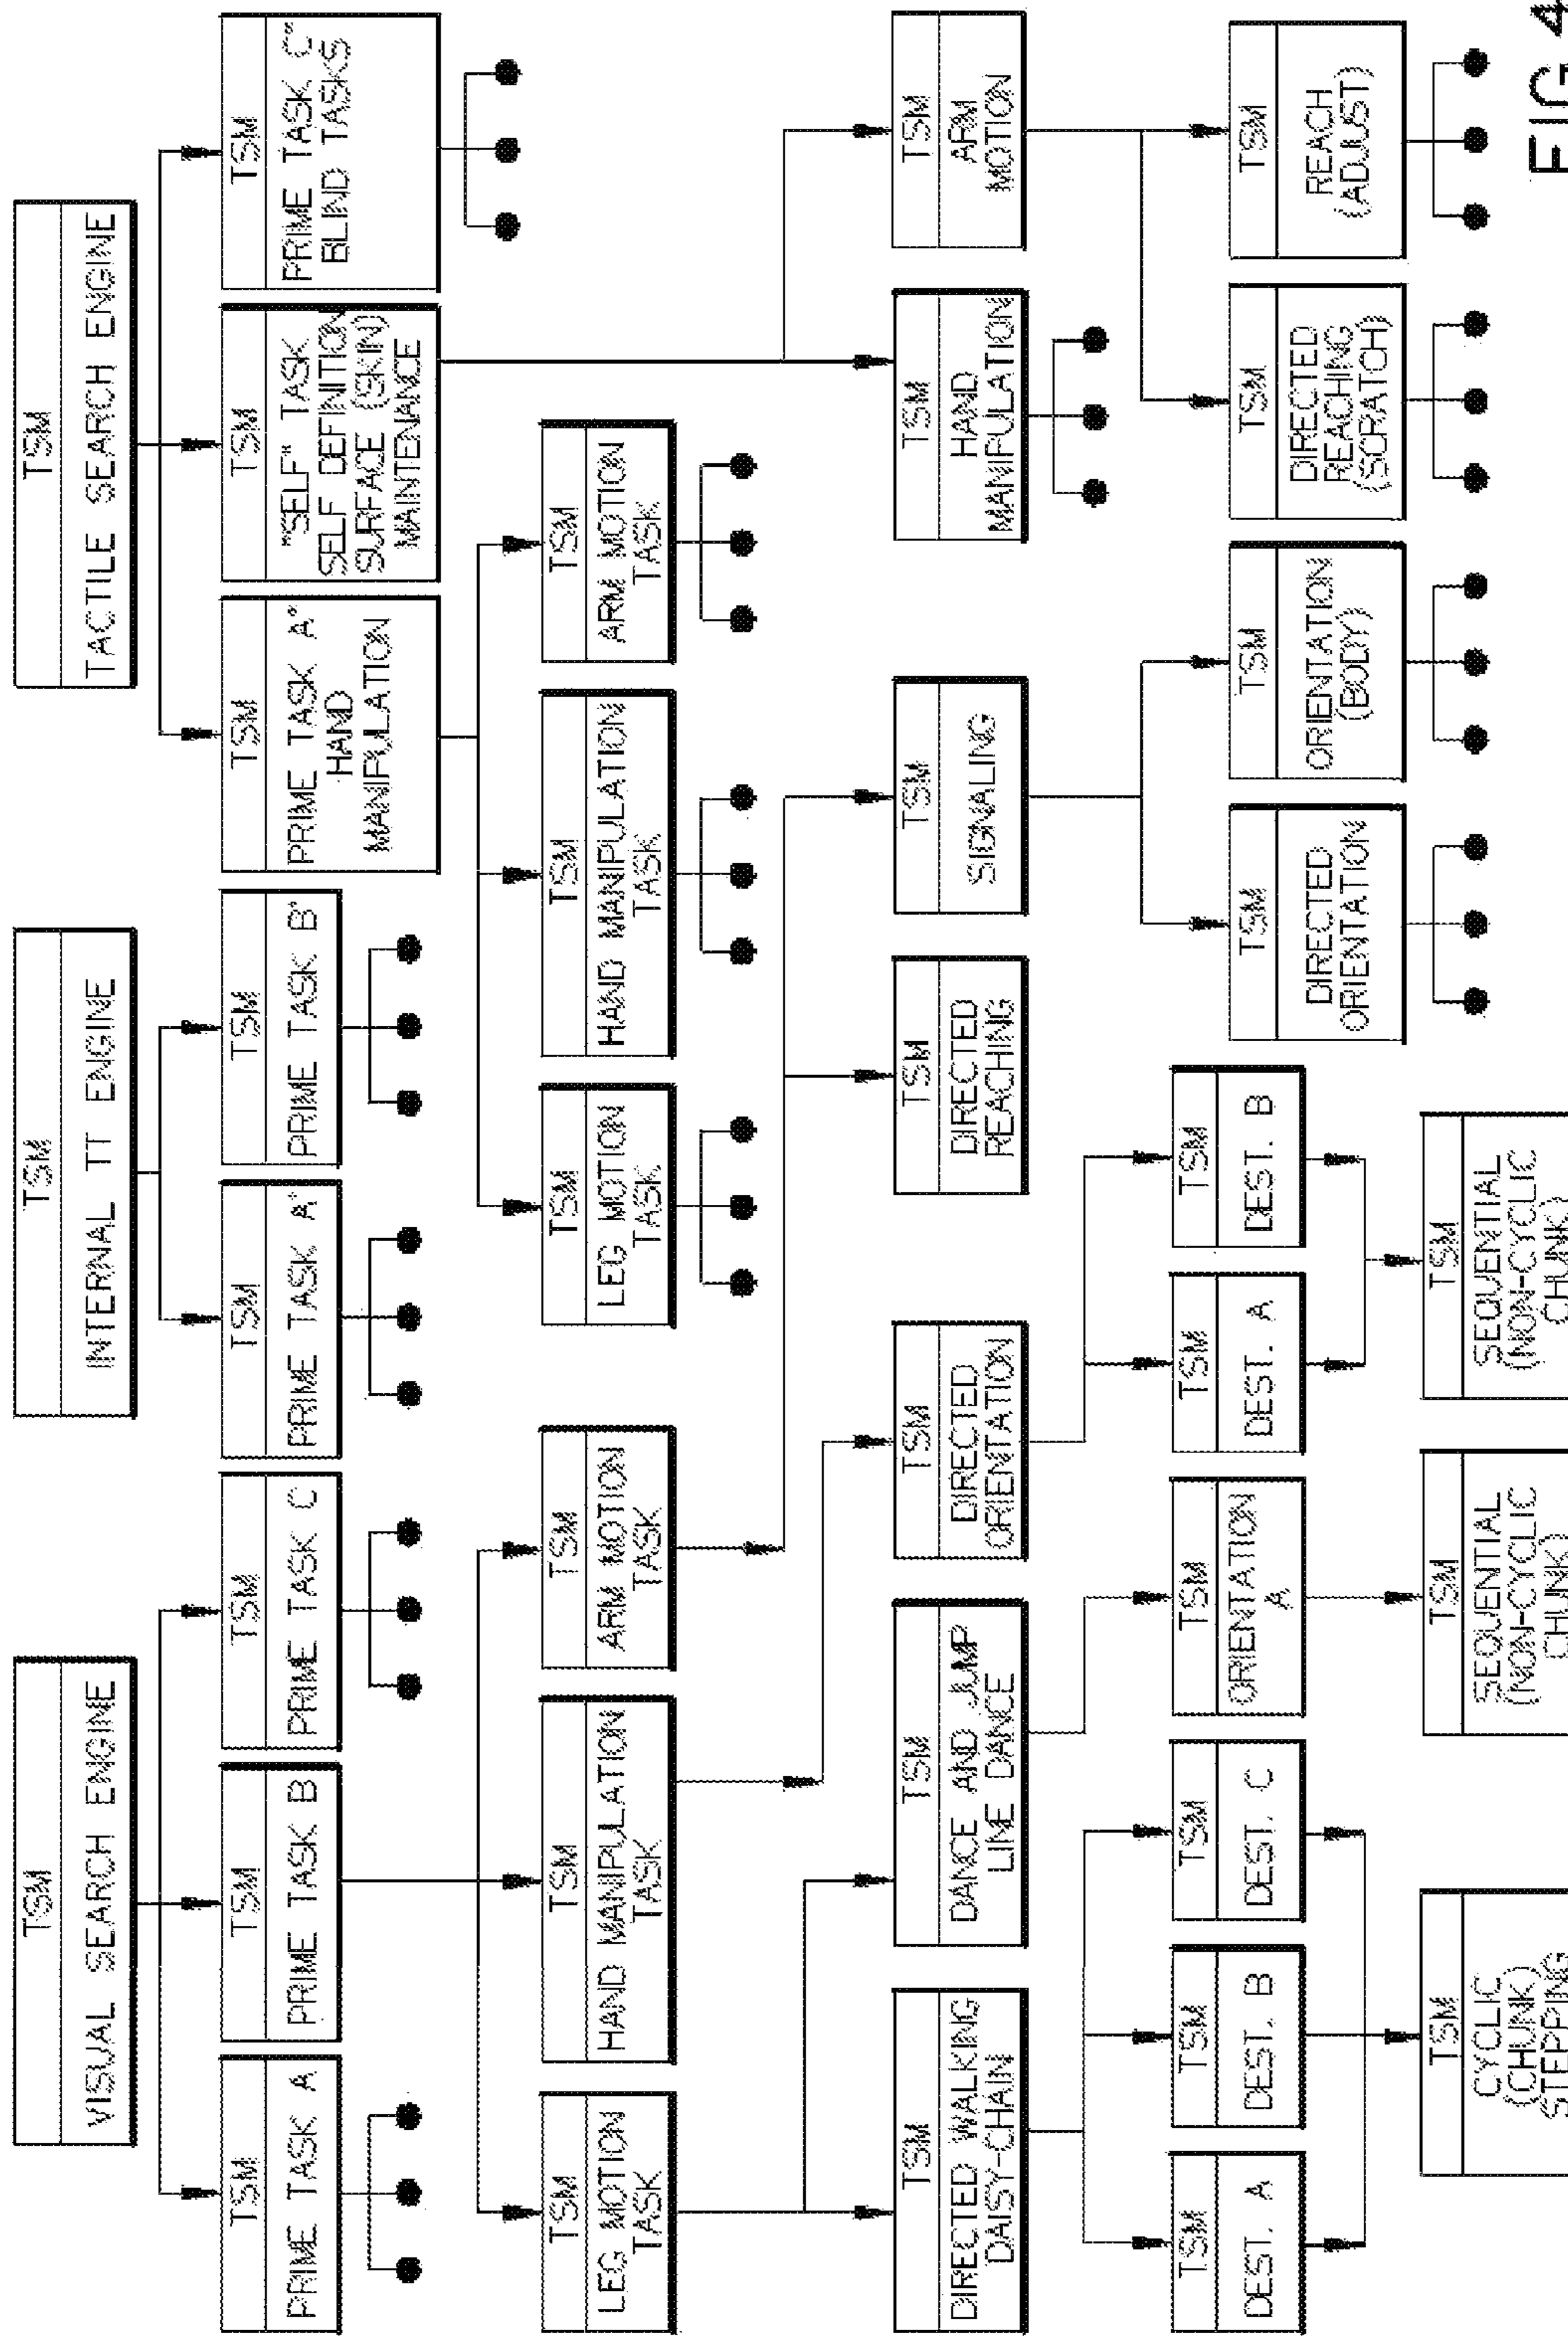 TSM
VISUAL SEARCH ENGINE
TSM
INTERNAL TT ENGINE
TSM
TACTILE SEARCH ENGINE
TSM
PRIME TASK A
TSM
PRIME TASK B
TSM
PRIME TASK C
TSM
PRIME TASK A'
TSM
PRIME TASK B'
TSM
PRIME TASK A"
HAND
MANIPULATION
TSM
"SELF" TASK
SELF DEFINITION
SURFACE (SKIN)
MAINTENANCE
TSM
PRIME TASK C"
BLIND TASKS
TSM
LEG MOTION
TASK
TSM
HAND MANIPULATION
TASK
TSM
ARM MOTION
TASK
TSM
LEG MOTION
TASK
TSM
HAND MANIPULATION
TASK
TSM
ARM MOTION
TASK
TSM
DIRECTED WALKING
DAISY-CHAIN
TSM
DANCE AND JUMP
LINE DANCE
TSM
DIRECTED
ORIENTATION
TSM
DIRECTED
REACHING
TSM
SIGNALING
TSM
HAND
MANIPULATION
TSM
ARM
MOTION
TSM
DEST. A
TSM
DEST. B
TSM
DEST. C
TSM
ORIENTATION
A
TSM
DEST. A
TSM
DEST. B
TSM
DIRECTED
ORIENTATION
TSM
ORIENTATION
(BODY)
TSM
DIRECTED
REACHING
(SCRATCH)
TSM
REACH
(ADJUST)
TSM
CYCLIC
(CHUNK)
STEPPING
TSM
SEQUENTIAL
(NON-CYCLIC
CHUNK)
TSM
SEQUENTIAL
(NON-CYCLIC
CHUNK)
FIG 4